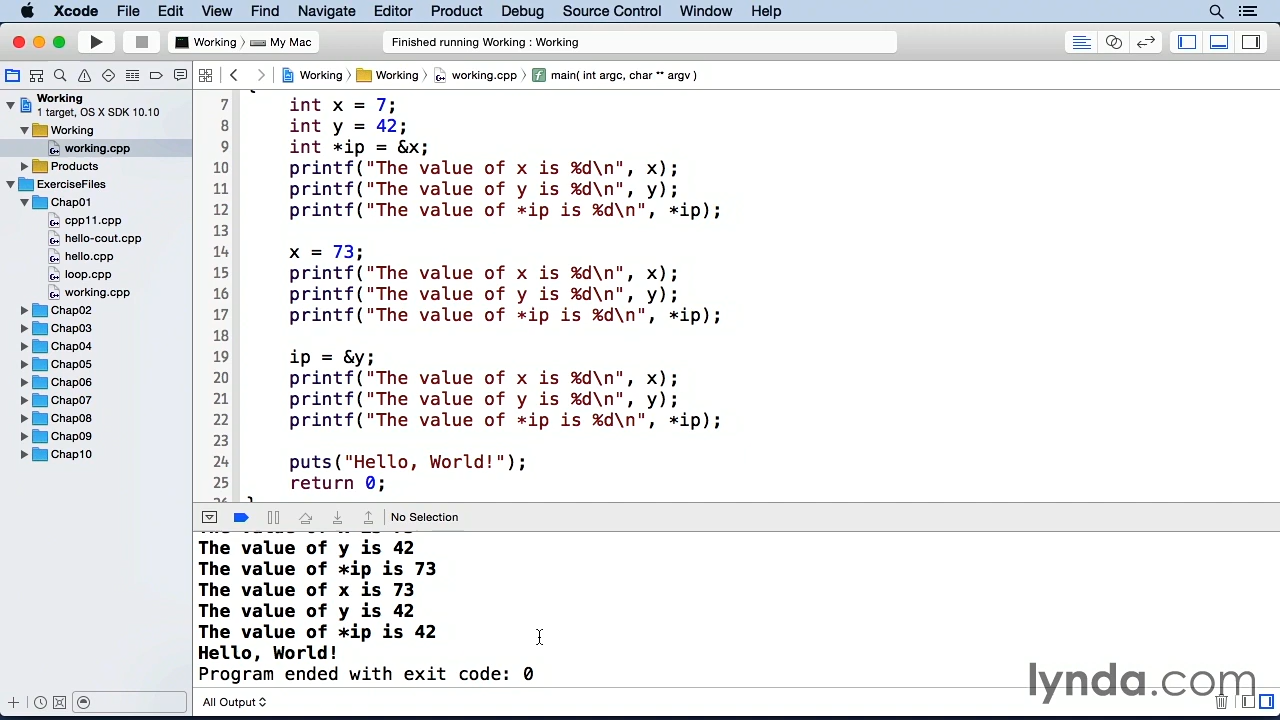 Xcode File Edit View Find Navigate Editor Product Debug Source Control Window Help
Working My Mac
Finished running Working : Working
Working Working working.cpp main( int argc, char ** argv )
Working
1 target, OS X SDK 10.10
Working
working.cpp
Products
ExerciseFiles
Chap01
cpp11.cpp
hello-cout.cpp
hello.cpp
loop.cpp
working.cpp
Chap02
Chap03
Chap04
Chap05
Chap06
Chap07
Chap08
Chap09
Chap10
7 int x = 7;
8 int y = 42;
9 int *ip = &x;
10 printf("The value of x is %d\n", x);
11 printf("The value of y is %d\n", y);
12 printf("The value of *ip is %d\n", *ip);
13
14 x = 73;
15 printf("The value of x is %d\n", x);
16 printf("The value of y is %d\n", y);
17 printf("The value of *ip is %d\n", *ip);
18
19 ip = &y;
20 printf("The value of x is %d\n", x);
21 printf("The value of y is %d\n", y);
22 printf("The value of *ip is %d\n", *ip);
23
24 puts("Hello, World!");
25 return 0;
No Selection
The value of y is 42
The value of *ip is 73
The value of x is 73
The value of y is 42
The value of *ip is 42
Hello, World!
Program ended with exit code: 0
All Output
lynda.com